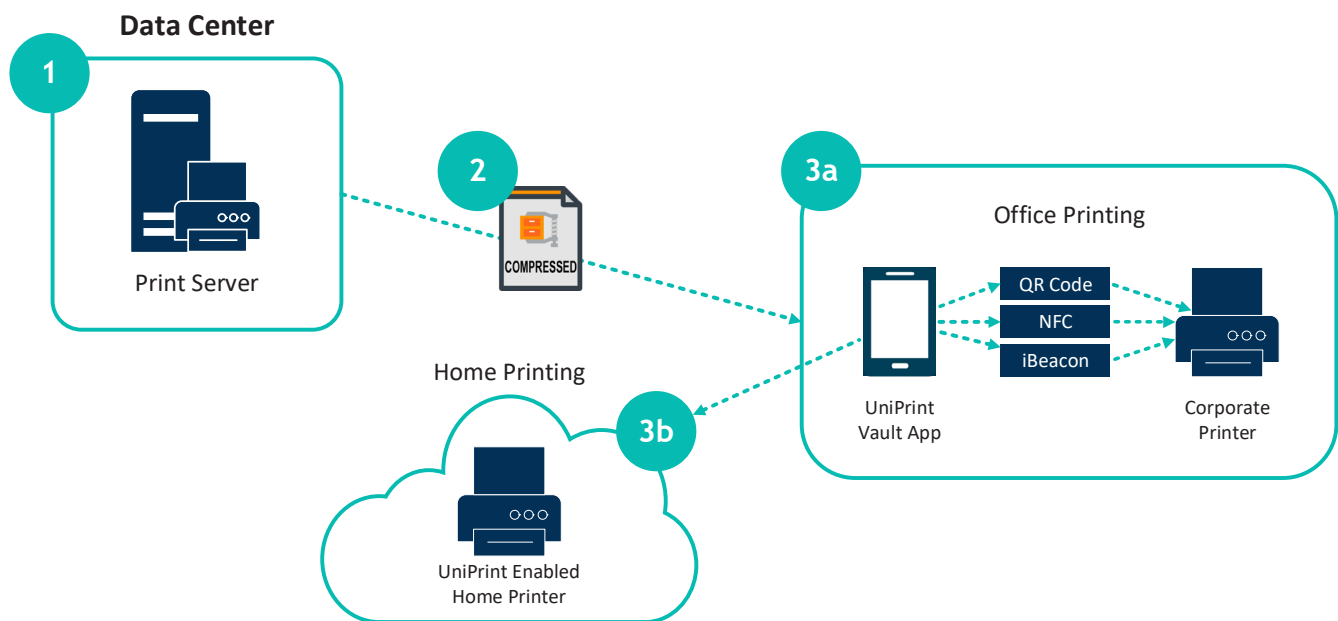 Data Center
1
Print Server
2
COMPRESSED
3a
Office Printing
QR Code
NFC
iBeacon
UniPrint
Vault App
Corporate
Printer
Home Printing
3b
UniPrint Enabled
Home Printer